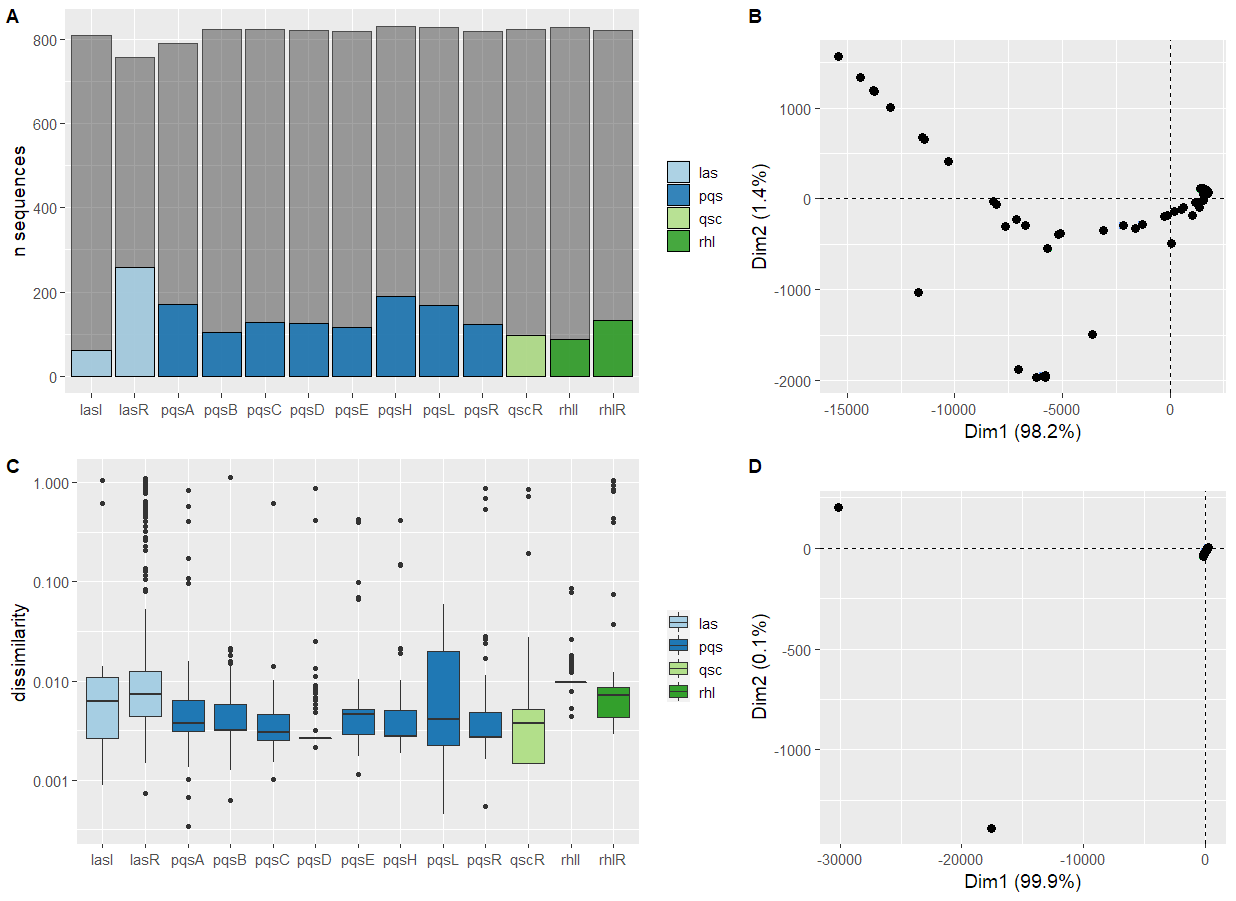 A
n sequences
800
600
400
200
0
lasI lasR pqsA pqsB pqsC pqsD pqsE pqsH pqsL pqsR qscR rhlI rhlR
las
pqs
qsc
rhl
B
Dim2 (1.4%)
1000
0
-1000
-2000
-15000 -10000 -5000 0
Dim1 (98.2%)
C
dissimilarity
1.000
0.100
0.010
0.001
lasI lasR pqsA pqsB pqsC pqsD pqsE pqsH pqsL pqsR qscR rhlI rhlR
las
pqs
qsc
rhl
D
Dim2 (0.1%)
0
-500
-1000
-30000 -20000 -10000 0
Dim1 (99.9%)